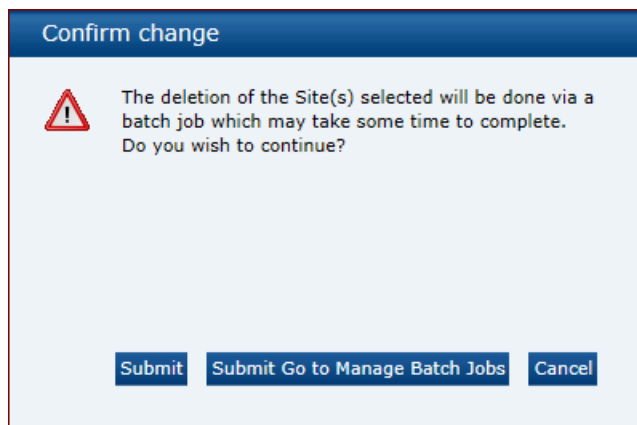 Confirm change
The deletion of the Site(s) selected will be done via a
batch job which may take some time to complete.
Do you wish to continue?
Submit Submit Go to Manage Batch Jobs Cancel